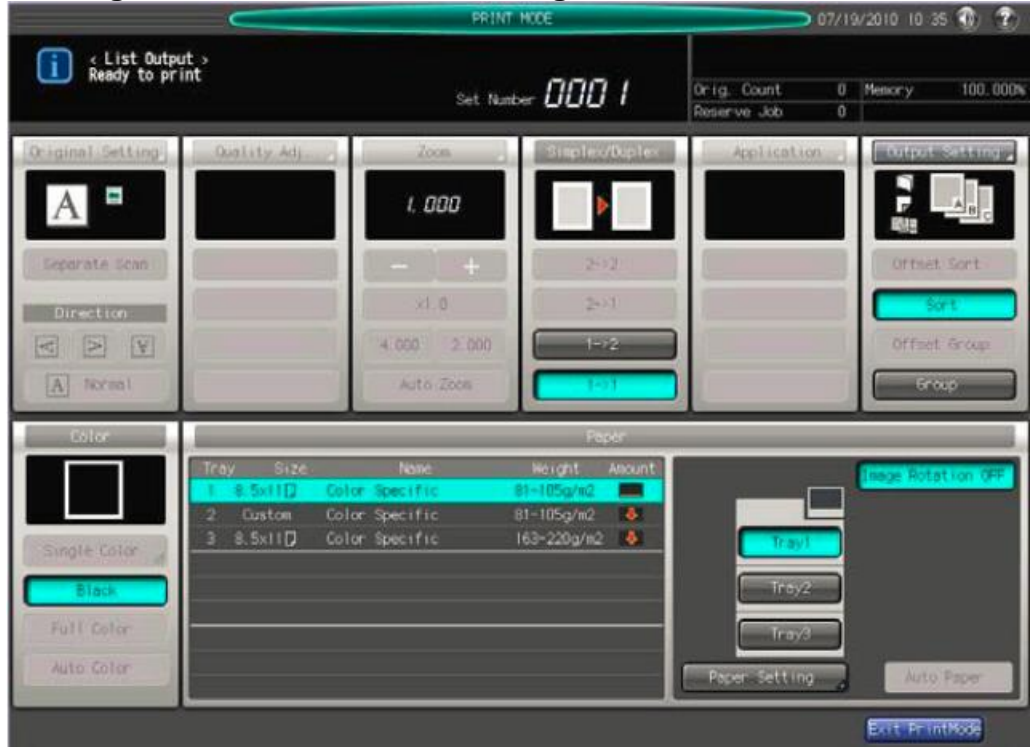 PRINT MODE
07/19/2010 10 35
< List Output >
Ready to print
Set Number 0001
Orig. Count 0 Memory 100.000%
Reserve Job 0
Original Setting
Quality Adj.
Zoom
Simplex/Duplex
Application
Output Setting
A
1.000
A B C
Separate Scan
- +
2->2
Offset Sort
Direction
x1.0
2->1
Sort
4.000 2.000
1->2
Offset Group
A Normal
Auto Zoom
1->1
Group
Color
Paper
Tray Size Name Weight Amount
1 8.5x11 Color Specific 81-105g/m2
2 Custom Color Specific 81-105g/m2
3 8.5x11 Color Specific 163-220g/m2
Image Rotation OFF
Single Color
Black
Full Color
Auto Color
Tray1
Tray2
Tray3
Paper Setting
Auto Paper
Exit PrintMode